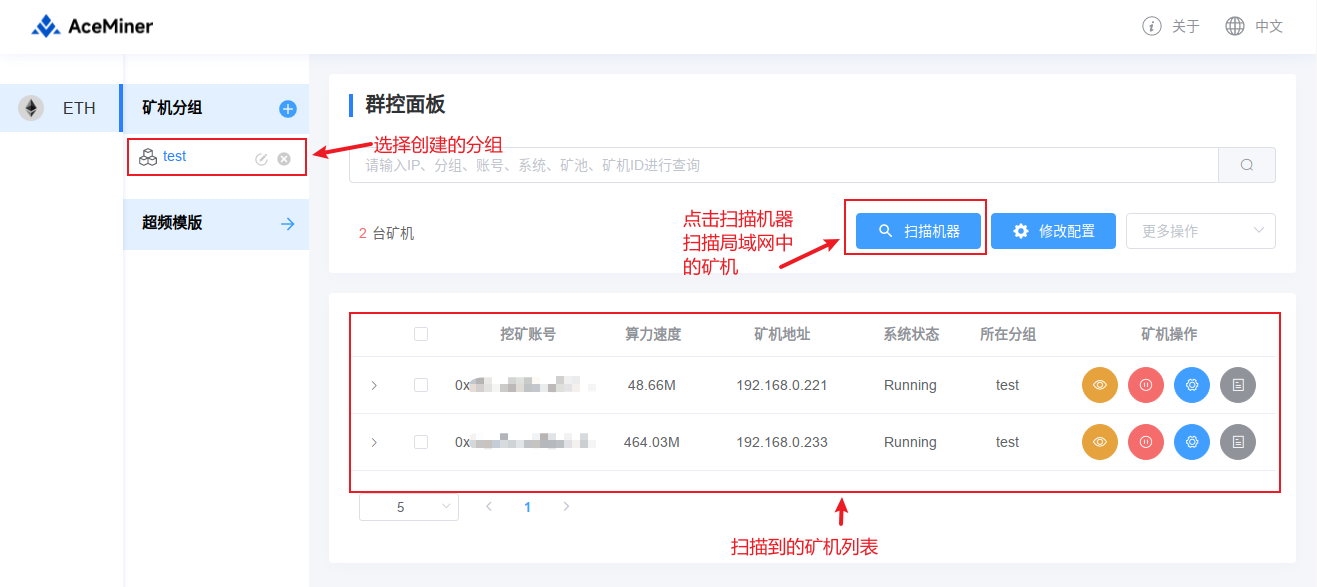 AceMiner
关于
中文
ETH
矿机分组
test
选择创建的分组
群控面板
请输入IP、分组、账号、系统、矿池、矿机ID进行查询
超频模版
2 台矿机
点击扫描机器
扫描局域网中
的矿机
扫描机器
修改配置
更多操作
挖矿账号 算力速度 矿机地址 系统状态 所在分组 矿机操作
0x 48.66M 192.168.0.221 Running test
0x 464.03M 192.168.0.233 Running test
5 1
扫描到的矿机列表